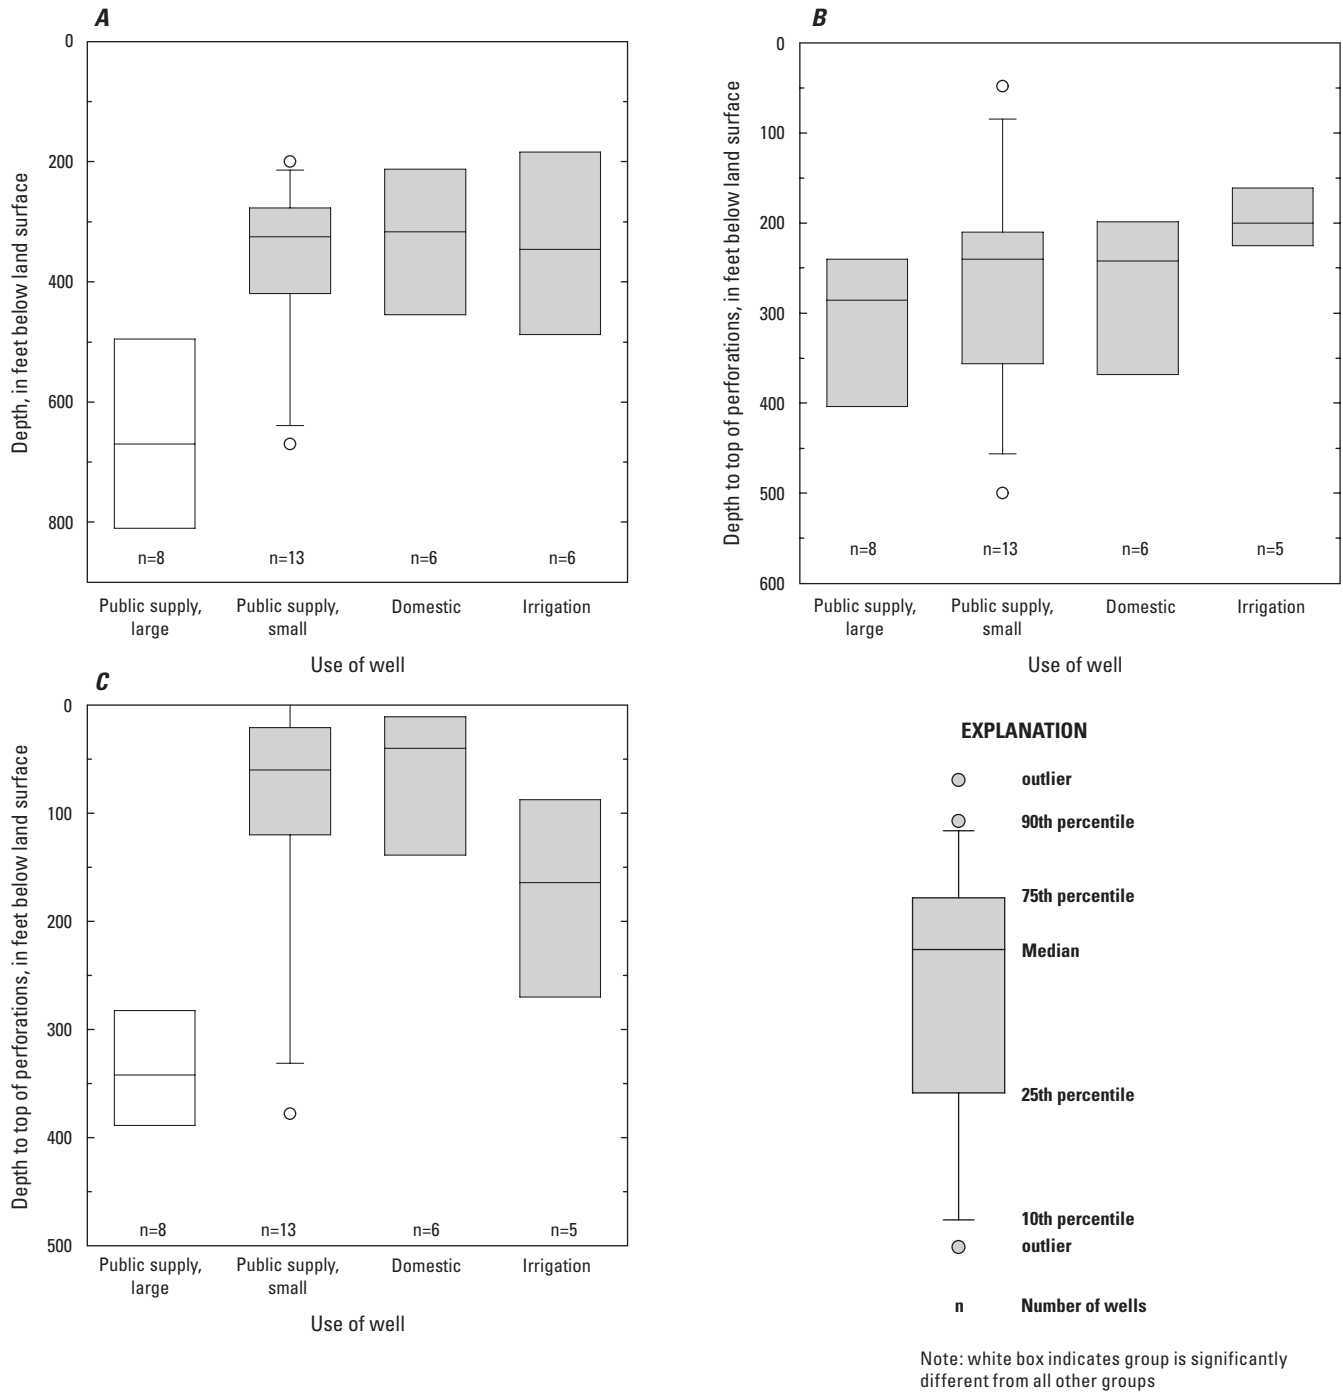 A
0
200
400
600
800
Depth, in feet below land surface
n=8
n=13
n=6
n=6
Public supply,
large
Public supply,
small
Domestic
Irrigation
Use of well
B
0
100
200
300
400
500
600
Depth to top of perforations, in feet below land surface
n=8
n=13
n=6
n=5
Public supply,
large
Public supply,
small
Domestic
Irrigation
Use of well
C
0
100
200
300
400
500
Depth to top of perforations, in feet below land surface
n=8
n=13
n=6
n=5
Public supply,
large
Public supply,
small
Domestic
Irrigation
Use of well
EXPLANATION
outlier
90th percentile
75th percentile
Median
25th percentile
10th percentile
outlier
n Number of wells
Note: white box indicates group is significantly
different from all other groups